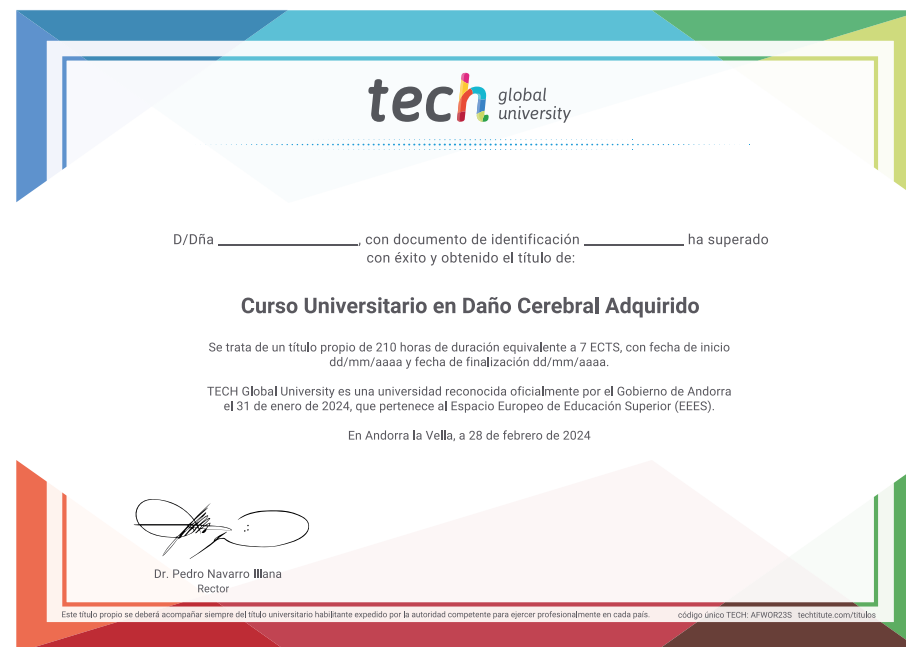 tech global university
D/Dña ____________________, con documento de identificación ______________ ha superado
con éxito y obtenido el título de:
Curso Universitario en Daño Cerebral Adquirido
Se trata de un título propio de 210 horas de duración equivalente a 7 ECTS, con fecha de inicio
dd/mm/aaaa y fecha de finalización dd/mm/aaaa.
TECH Global University es una universidad reconocida oficialmente por el Gobierno de Andorra
el 31 de enero de 2024, que pertenece al Espacio Europeo de Educación Superior (EEES).
En Andorra la Vella, a 28 de febrero de 2024
Dr. Pedro Navarro Illana
Rector
Este título propio se deberá acompañar siempre del título universitario habilitante expedido por la autoridad competente para ejercer profesionalmente en cada país. código único TECH: AFWOR23S techtitute.com/titulos